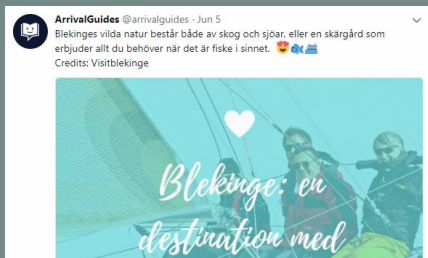 ArrivalGuides @arrivalguides · Jun 5
Blekinges vilda natur består både av skog och sjöar, eller en skärgård som
erbjuder allt du behöver när det är fiske i sinnet. 😍🐟🛳
Credits: Visitblekinge
Blekinge: en
destination med